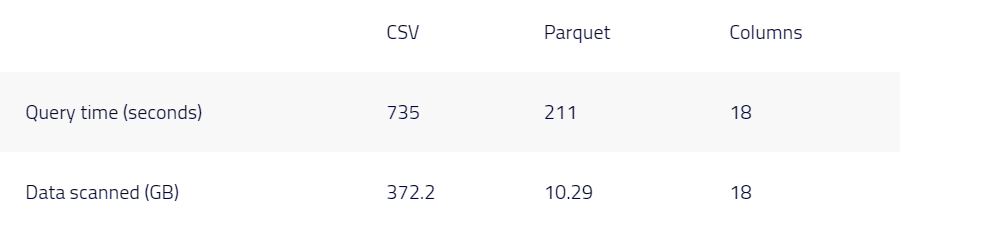 CSV Parquet Columns
Query time (seconds) 735 211 18
Data scanned (GB) 372.2 10.29 18